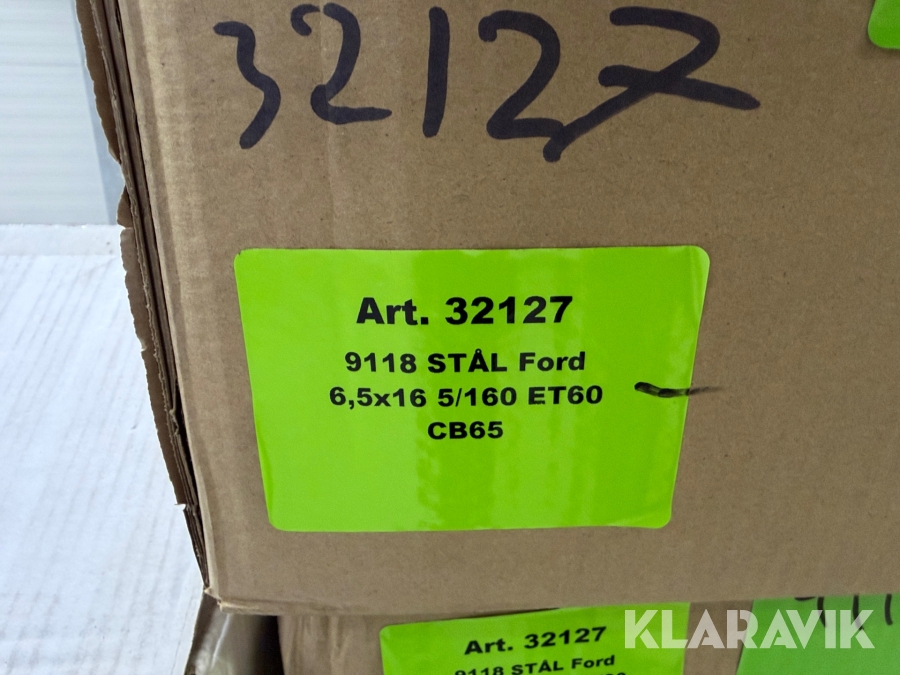 32127
Art. 32127
9118 STÅL Ford
6,5x16 5/160 ET60
CB65
Art. 32127
9118 STÅL Ford
KLARAVIK